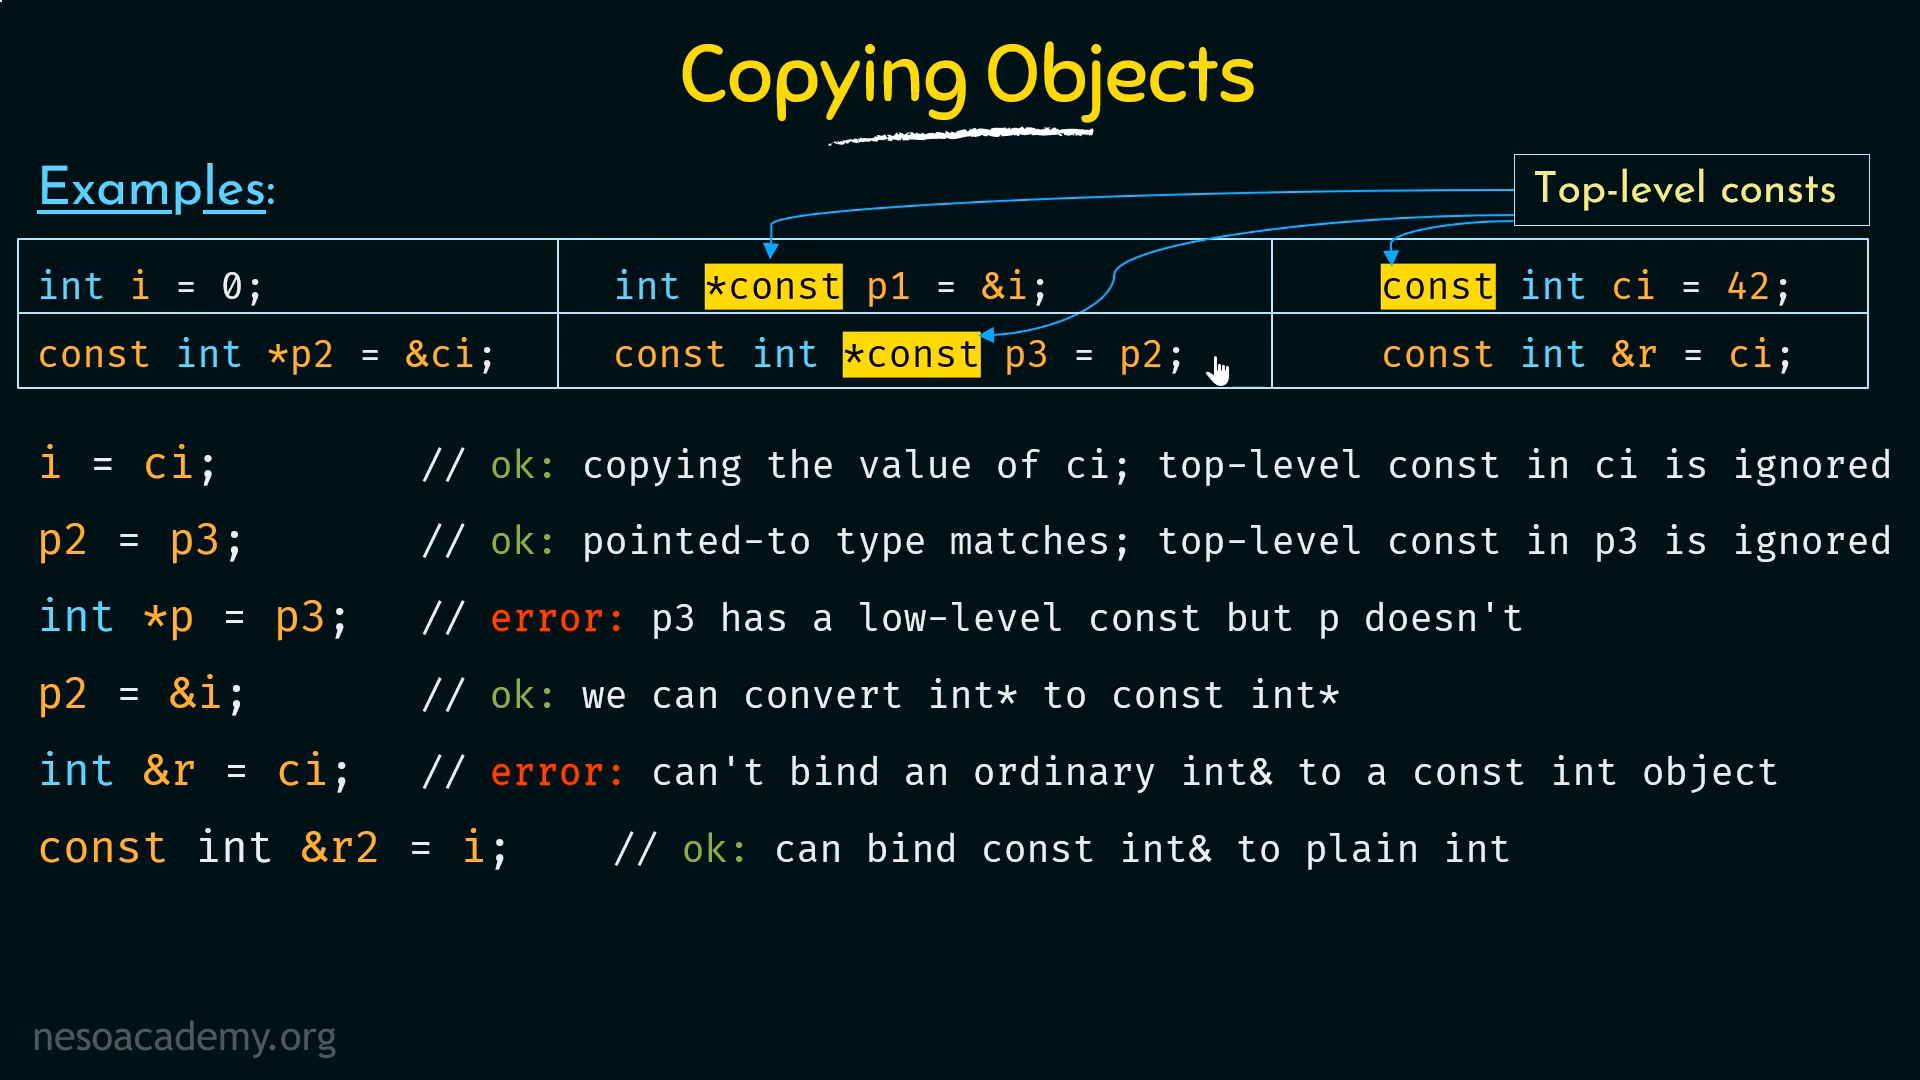 Copying Objects
Examples:
Top-level consts
int i = 0; int *const p1 = &i; const int ci = 42;
const int *p2 = &ci; const int *const p3 = p2; const int &r = ci;
i = ci; // ok: copying the value of ci; top-level const in ci is ignored
p2 = p3; // ok: pointed-to type matches; top-level const in p3 is ignored
int *p = p3; // error: p3 has a low-level const but p doesn't
p2 = &i; // ok: we can convert int* to const int*
int &r = ci; // error: can't bind an ordinary int& to a const int object
const int &r2 = i; // ok: can bind const int& to plain int
nesoacademy.org